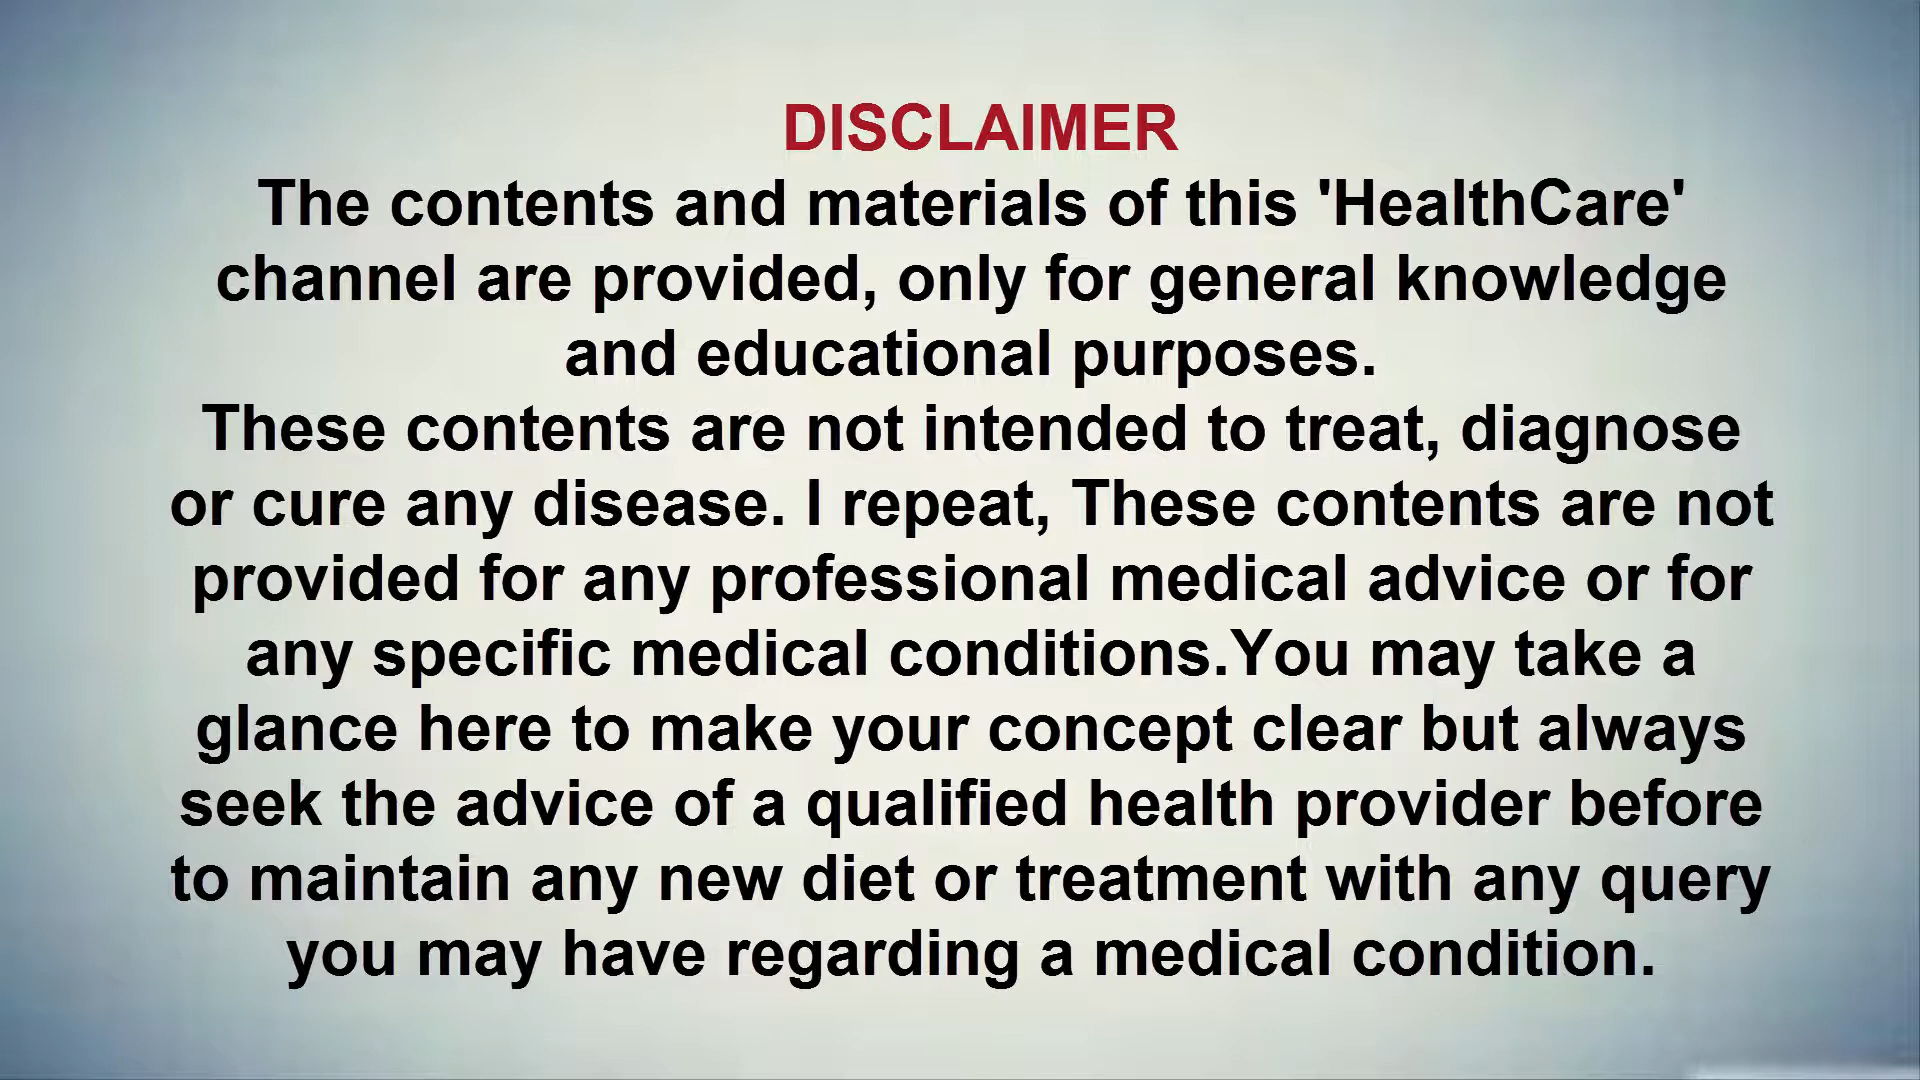 DISCLAIMER
The contents and materials of this 'HealthCare'
channel are provided, only for general knowledge
and educational purposes.
These contents are not intended to treat, diagnose
or cure any disease. I repeat, These contents are not
provided for any professional medical advice or for
any specific medical conditions.You may take a
glance here to make your concept clear but always
seek the advice of a qualified health provider before
to maintain any new diet or treatment with any query
you may have regarding a medical condition.